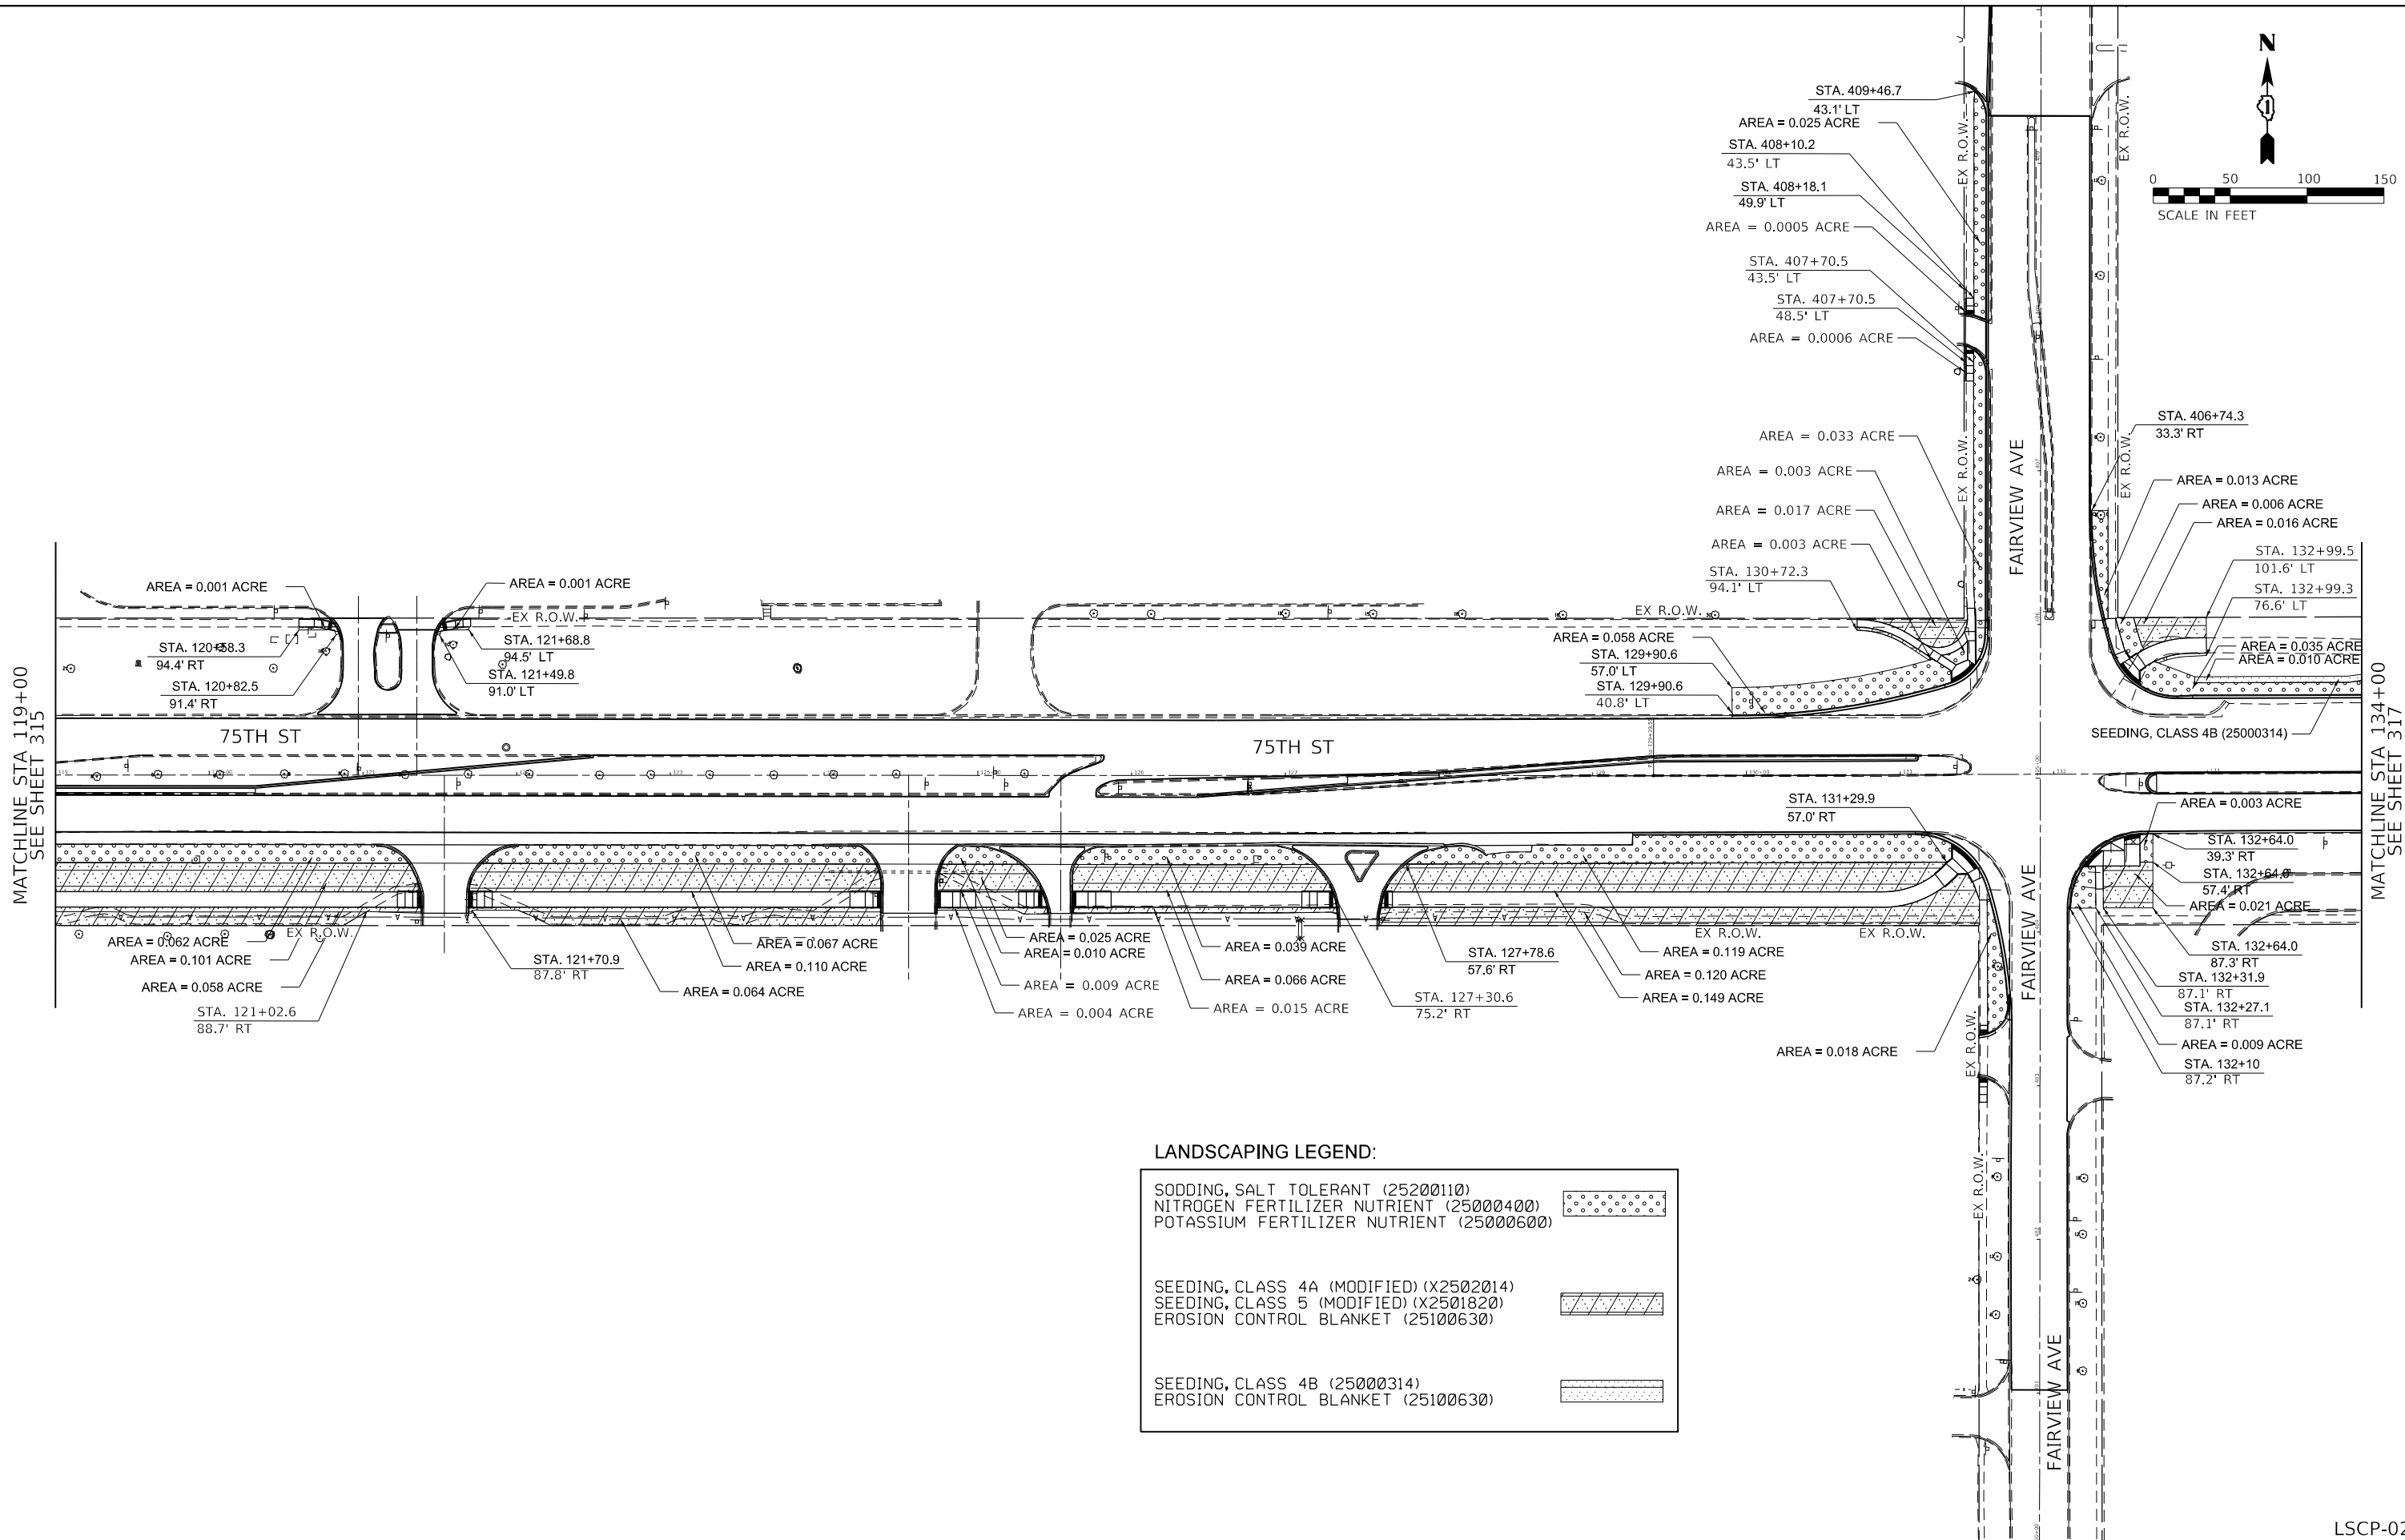 N
0 50 100 150
SCALE IN FEET
STA. 409+46.7
43.1' LT
AREA = 0.025 ACRE
STA. 408+10.2
43.5' LT
STA. 408+18.1
49.9' LT
AREA = 0.0005 ACRE
STA. 407+70.5
43.5' LT
STA. 407+70.5
48.5' LT
AREA = 0.0006 ACRE
AREA = 0.033 ACRE
AREA = 0.003 ACRE
AREA = 0.017 ACRE
AREA = 0.003 ACRE
STA. 130+72.3
94.1' LT
EX R.O.W.
EX R.O.W.
EX R.O.W.
EX R.O.W.
FAIRVIEW AVE
STA. 406+74.3
33.3' RT
AREA = 0.013 ACRE
AREA = 0.006 ACRE
AREA = 0.016 ACRE
STA. 132+99.5
101.6' LT
STA. 132+99.3
76.6' LT
AREA = 0.035 ACRE
AREA = 0.010 ACRE
SEEDING, CLASS 4B (25000314)
MATCHLINE STA 119+00
SEE SHEET 315
AREA = 0.001 ACRE
AREA = 0.001 ACRE
EX R.O.W.
STA. 120+58.3
94.4' RT
STA. 120+82.5
91.4' RT
STA. 121+68.8
94.5' LT
STA. 121+49.8
91.0' LT
EX R.O.W.
AREA = 0.058 ACRE
STA. 129+90.6
57.0' LT
STA. 129+90.6
40.8' LT
75TH ST
75TH ST
MATCHLINE STA 134+00
SEE SHEET 317
STA. 131+29.9
57.0' RT
AREA = 0.003 ACRE
STA. 132+64.0
39.3' RT
STA. 132+64.0
57.4' RT
AREA = 0.021 ACRE
STA. 132+64.0
87.3' RT
STA. 132+31.9
87.1' RT
STA. 132+27.1
87.1' RT
AREA = 0.009 ACRE
STA. 132+10
87.2' RT
EX R.O.W.
AREA = 0.062 ACRE
AREA = 0.101 ACRE
AREA = 0.058 ACRE
STA. 121+02.6
88.7' RT
STA. 121+70.9
87.8' RT
AREA = 0.067 ACRE
AREA = 0.110 ACRE
AREA = 0.064 ACRE
AREA = 0.025 ACRE
AREA = 0.010 ACRE
AREA = 0.009 ACRE
AREA = 0.004 ACRE
AREA = 0.039 ACRE
AREA = 0.066 ACRE
AREA = 0.015 ACRE
STA. 127+78.6
57.6' RT
STA. 127+30.6
75.2' RT
EX R.O.W.
EX R.O.W.
AREA = 0.119 ACRE
AREA = 0.120 ACRE
AREA = 0.149 ACRE
AREA = 0.018 ACRE
FAIRVIEW AVE
EX R.O.W.
EX R.O.W.
FAIRVIEW AVE
LANDSCAPING LEGEND:
SODDING, SALT TOLERANT (25200110)
NITROGEN FERTILIZER NUTRIENT (25000400)
POTASSIUM FERTILIZER NUTRIENT (25000600)
SEEDING, CLASS 4A (MODIFIED) (X2502014)
SEEDING, CLASS 5 (MODIFIED) (X2501820)
EROSION CONTROL BLANKET (25100630)
SEEDING, CLASS 4B (25000314)
EROSION CONTROL BLANKET (25100630)
LSCP-02